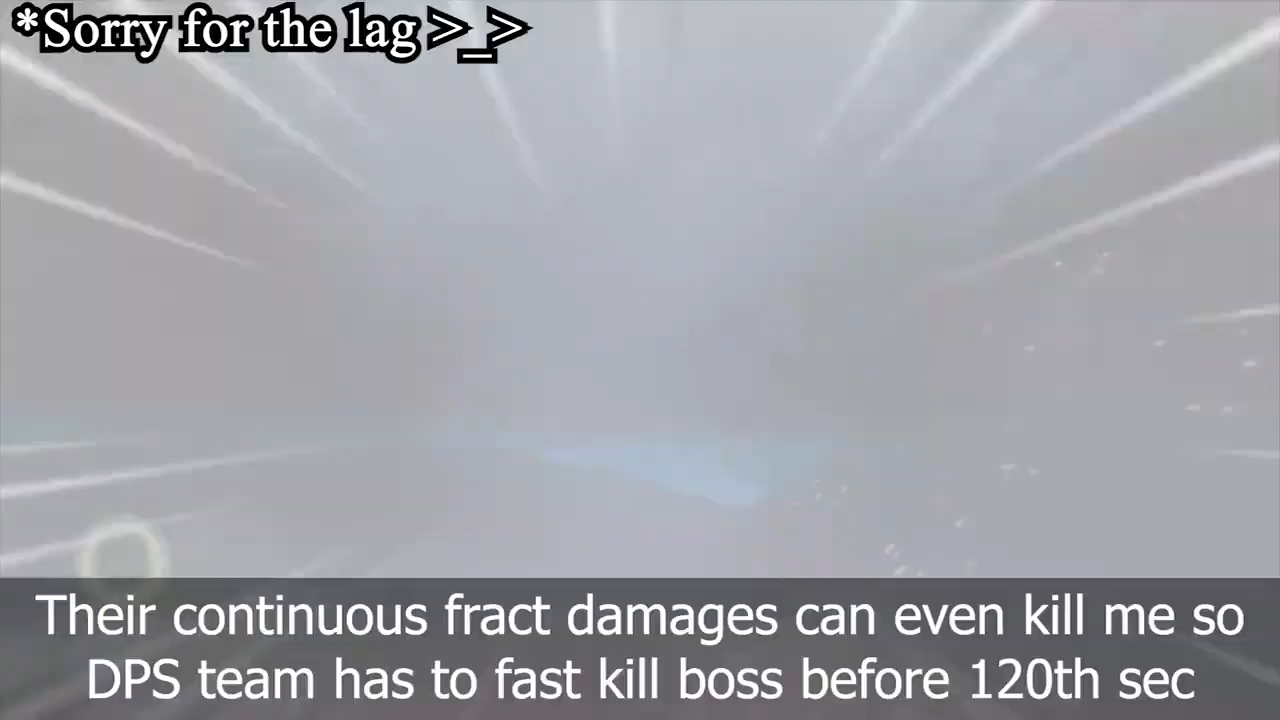 *Sorry for the lag >_>
Their continuous fract damages can even kill me so
DPS team has to fast kill boss before 120th sec